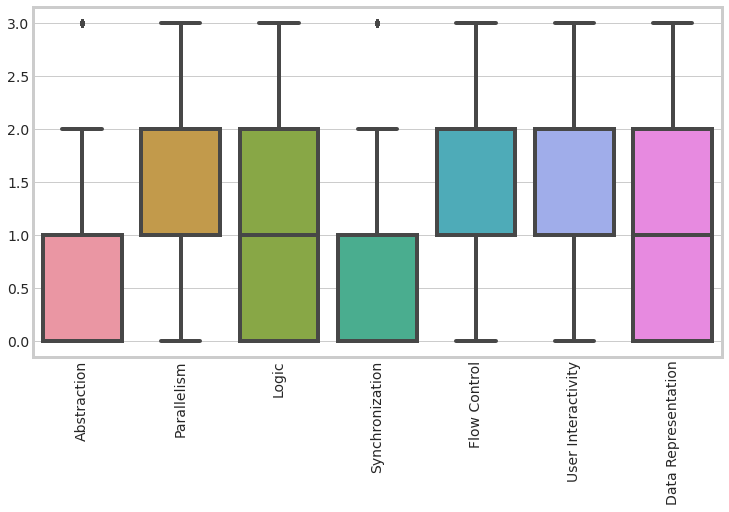 3.0
2.5
2.0
1.5
1.0
0.5
0.0
Abstraction
Parallelism
Logic
Synchronization
Flow Control
User Interactivity
Data Representation